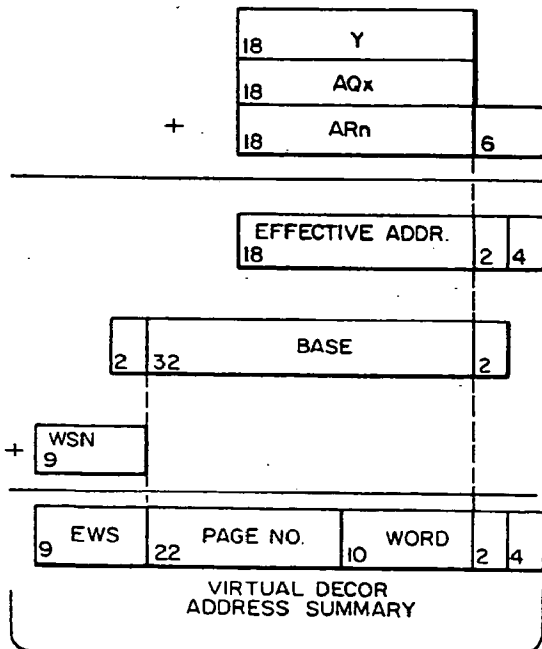 Y
18
AQx
18
+ ARn
18 6
EFFECTIVE ADDR.
18 2 4
BASE
2 32 2
+ WSN
9
EWS PAGE NO. WORD
9 22 10 2 4
VIRTUAL DECOR
ADDRESS SUMMARY